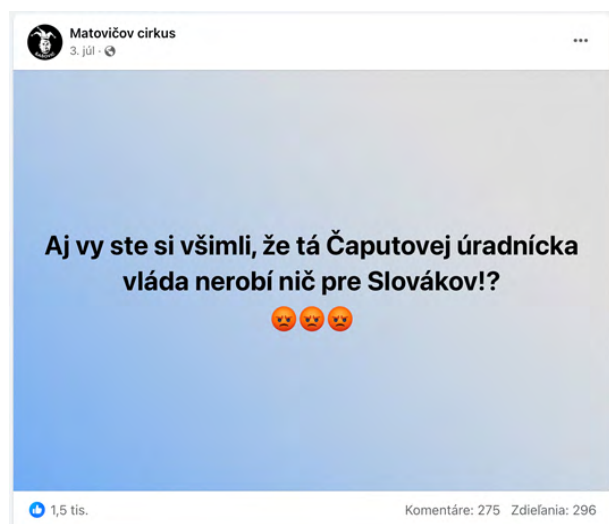 Matovičov cirkus
3. júl ·
Aj vy ste si všimli, že tá Čaputovej úradnícka
vláda nerobí nič pre Slovákov!?
😡😡😡
1,5 tis.
Komentáre: 275 Zdieľania: 296